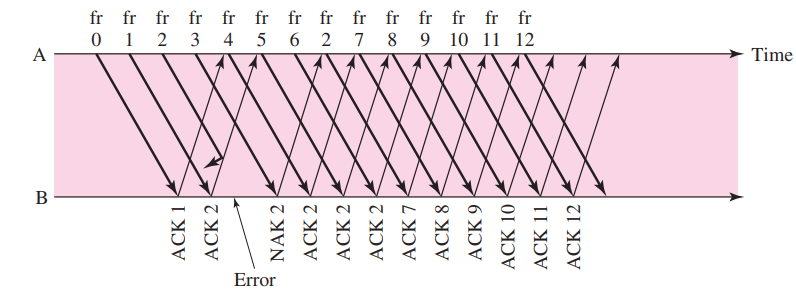 fr fr fr fr fr fr fr fr fr fr fr fr fr fr
0 1 2 3 4 5 6 2 7 8 9 10 11 12
A Time
B
ACK 1
ACK 2
NAK 2
ACK 2
ACK 2
ACK 2
ACK 7
ACK 8
ACK 9
ACK 10
ACK 11
ACK 12
Error